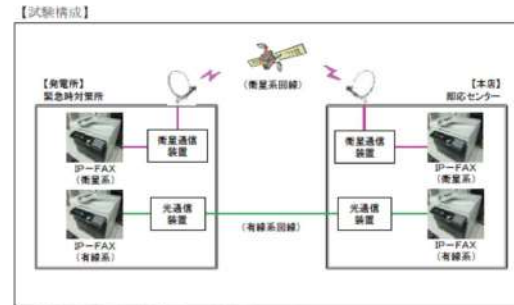 【試験構成】
(衛星系回線)
【発電所】
緊急時対策所
【本店】
即応センター
衛星通信
装置
衛星通信
装置
IP-FAX
(衛星系)
IP-FAX
(衛星系)
光通信
装置
光通信
装置
(有線系回線)
IP-FAX
(有線系)
IP-FAX
(有線系)